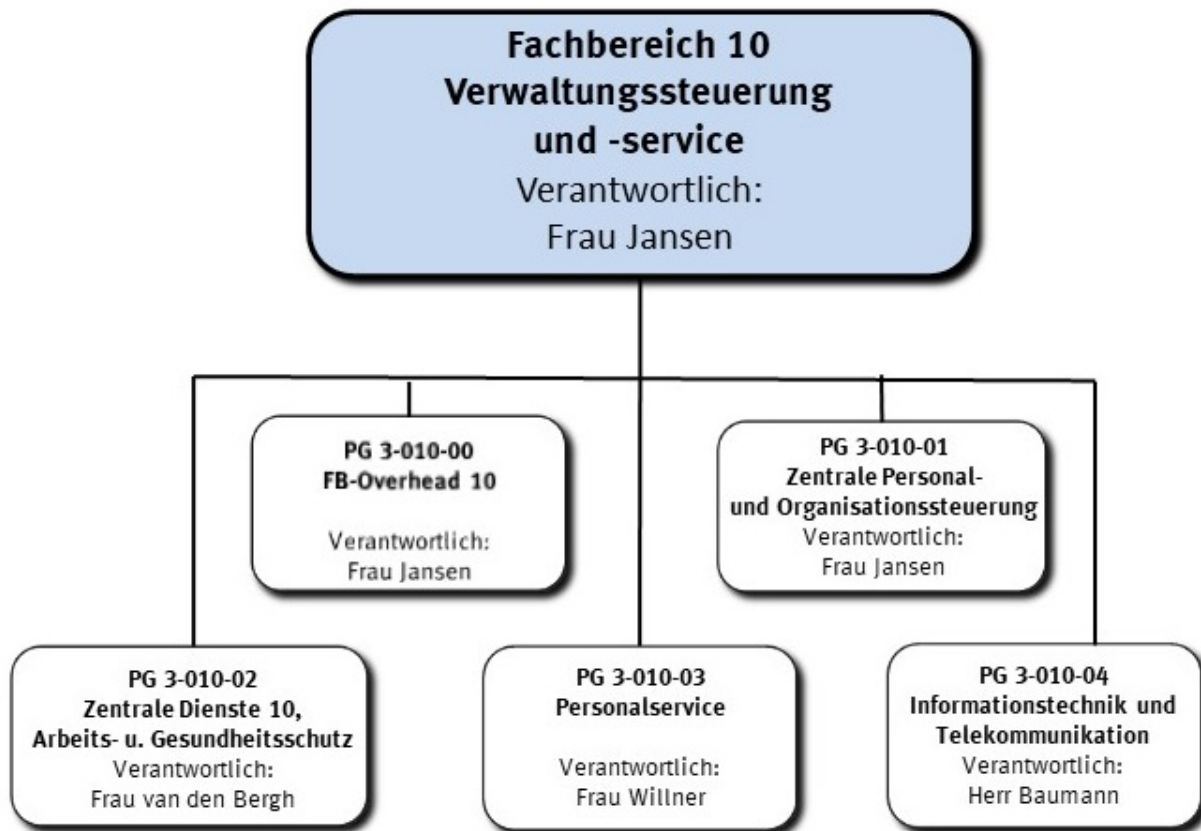 Fachbereich 10
Verwaltungssteuerung
und -service
Verantwortlich:
Frau Jansen
PG 3-010-00
FB-Overhead 10
Verantwortlich:
Frau Jansen
PG 3-010-01
Zentrale Personal-
und Organisationssteuerung
Verantwortlich:
Frau Jansen
PG 3-010-02
Zentrale Dienste 10,
Arbeits- u. Gesundheitsschutz
Verantwortlich:
Frau van den Bergh
PG 3-010-03
Personalservice
Verantwortlich:
Frau Willner
PG 3-010-04
Informationstechnik und
Telekommunikation
Verantwortlich:
Herr Baumann